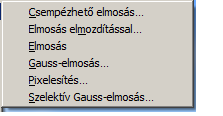 Csempézhető elmosás...
Elmosás elmozdítással...
Elmosás
Gauss-elmosás...
Pixelesítés...
Szelektív Gauss-elmosás...